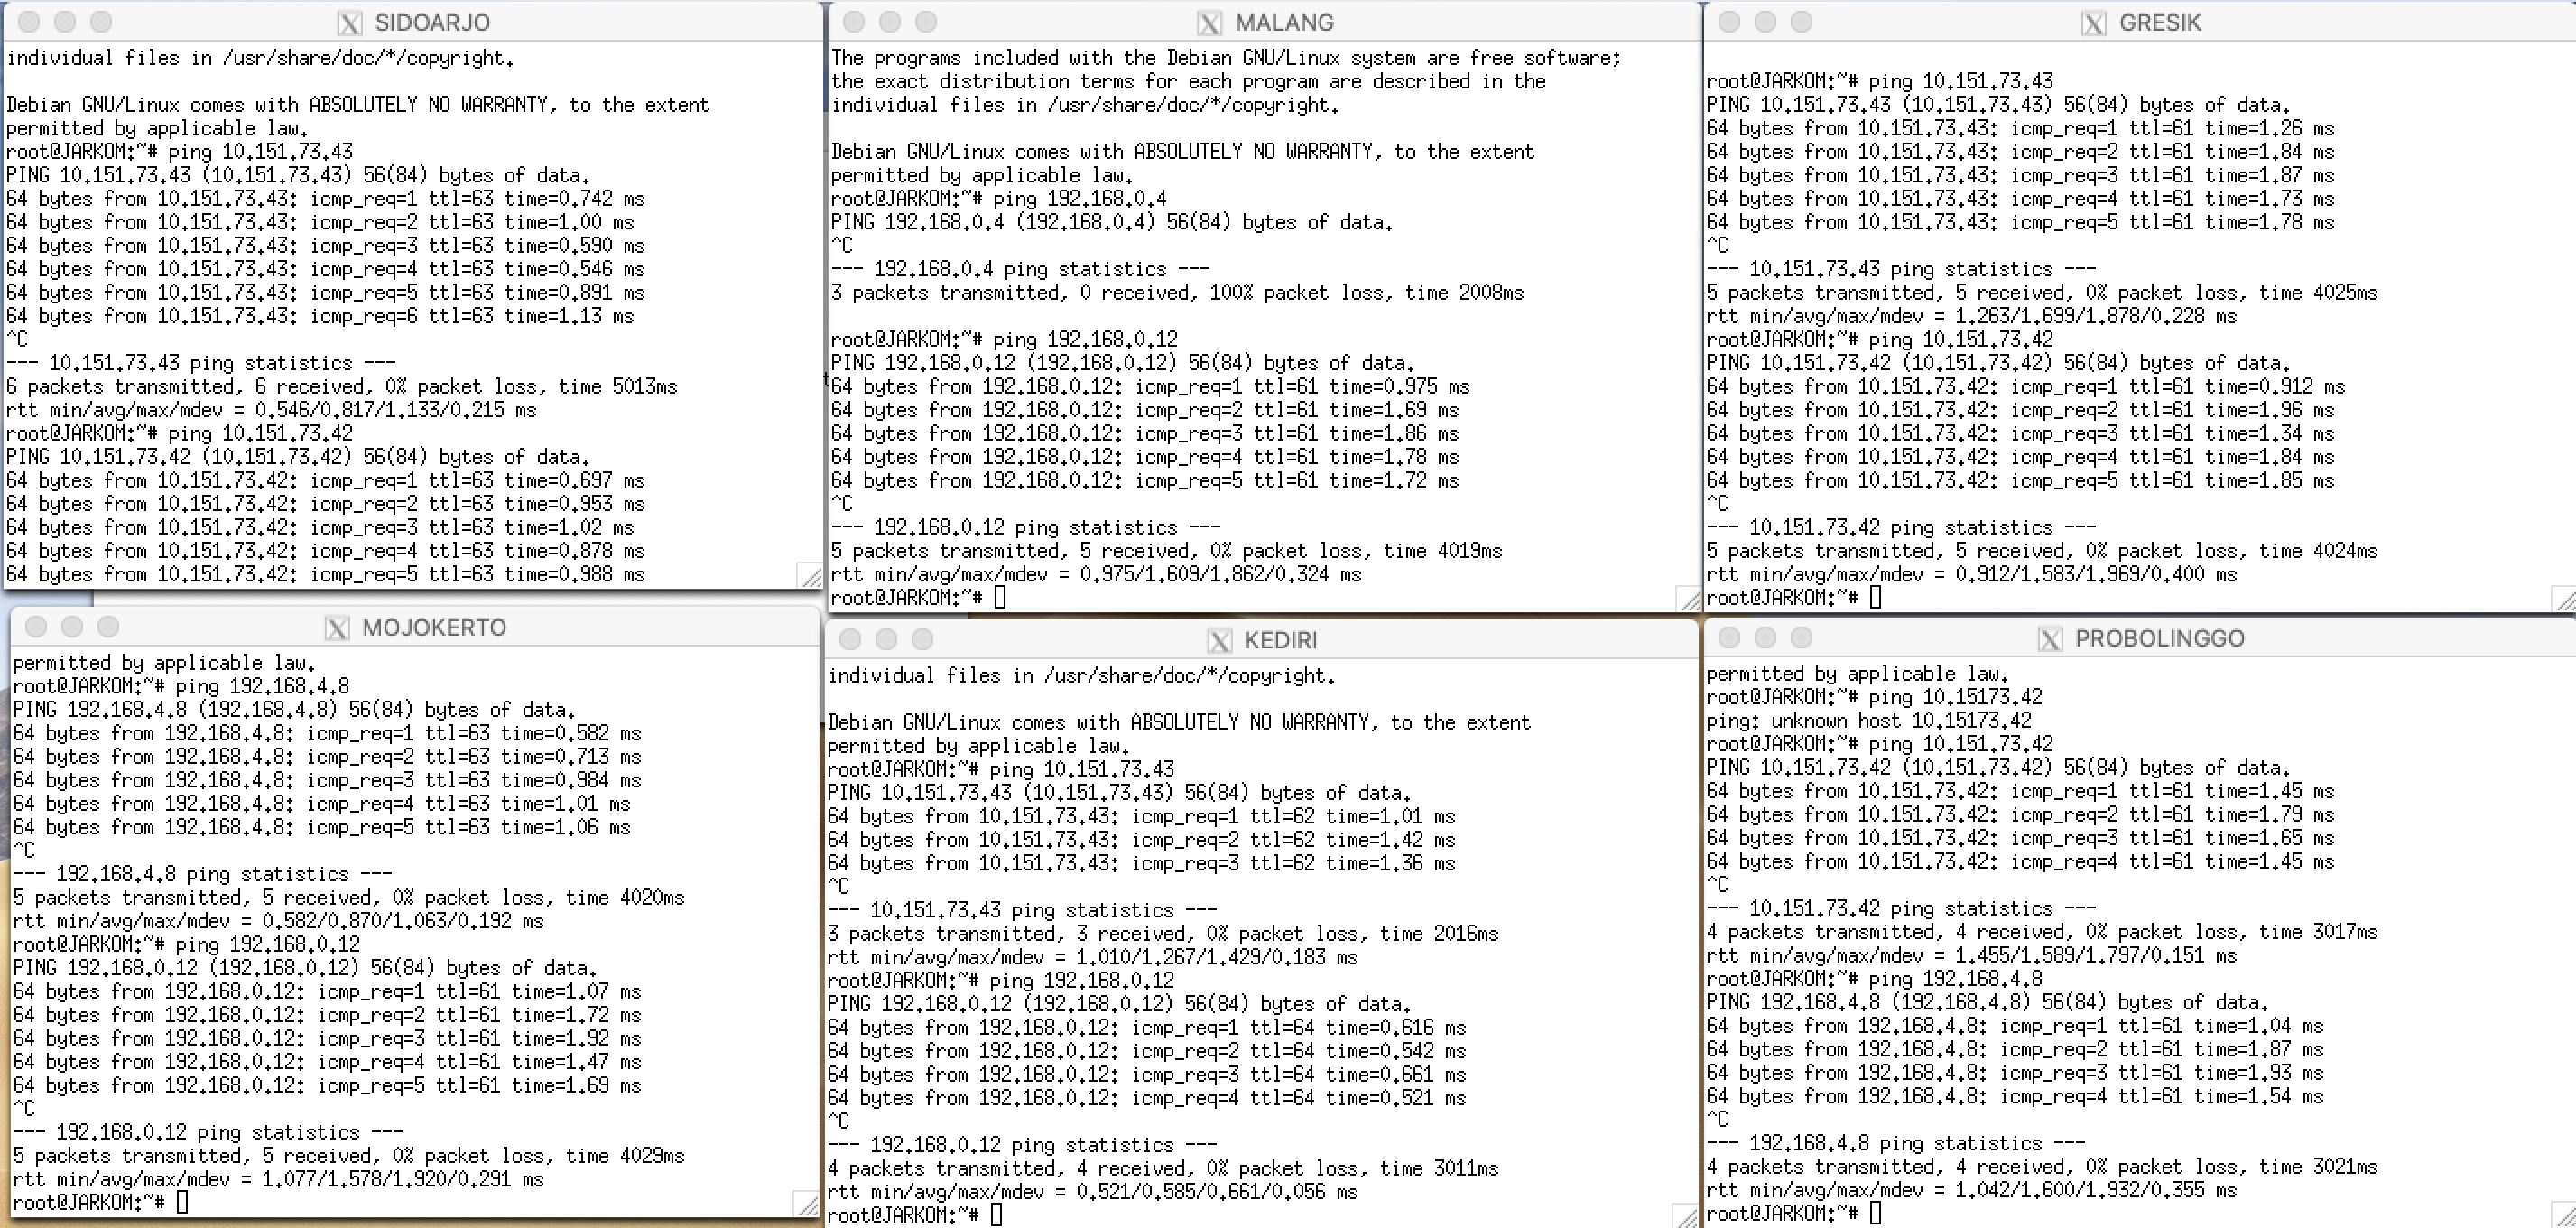 SIDOARJO
individual files in /usr/share/doc/*/copyright.
Debian GNU/Linux comes with ABSOLUTELY NO WARRANTY, to the extent
permitted by applicable law.
root@JARKOM:~# ping 10.151.73.43
PING 10.151.73.43 (10.151.73.43) 56(84) bytes of data.
64 bytes from 10.151.73.43: icmp_req=1 ttl=63 time=0.742 ms
64 bytes from 10.151.73.43: icmp_req=2 ttl=63 time=1.00 ms
64 bytes from 10.151.73.43: icmp_req=3 ttl=63 time=0.590 ms
64 bytes from 10.151.73.43: icmp_req=4 ttl=63 time=0.546 ms
64 bytes from 10.151.73.43: icmp_req=5 ttl=63 time=0.891 ms
64 bytes from 10.151.73.43: icmp_req=6 ttl=63 time=1.13 ms
^C
--- 10.151.73.43 ping statistics ---
6 packets transmitted, 6 received, 0% packet loss, time 5013ms
rtt min/avg/max/mdev = 0.546/0.817/1.133/0.215 ms
root@JARKOM:~# ping 10.151.73.42
PING 10.151.73.42 (10.151.73.42) 56(84) bytes of data.
64 bytes from 10.151.73.42: icmp_req=1 ttl=63 time=0.697 ms
64 bytes from 10.151.73.42: icmp_req=2 ttl=63 time=0.953 ms
64 bytes from 10.151.73.42: icmp_req=3 ttl=63 time=1.02 ms
64 bytes from 10.151.73.42: icmp_req=4 ttl=63 time=0.878 ms
64 bytes from 10.151.73.42: icmp_req=5 ttl=63 time=0.988 ms
MALANG
The programs included with the Debian GNU/Linux system are free software;
the exact distribution terms for each program are described in the
individual files in /usr/share/doc/*/copyright.
Debian GNU/Linux comes with ABSOLUTELY NO WARRANTY, to the extent
permitted by applicable law.
root@JARKOM:~# ping 192.168.0.4
PING 192.168.0.4 (192.168.0.4) 56(84) bytes of data.
^C
--- 192.168.0.4 ping statistics ---
3 packets transmitted, 0 received, 100% packet loss, time 2008ms
root@JARKOM:~# ping 192.168.0.12
PING 192.168.0.12 (192.168.0.12) 56(84) bytes of data.
64 bytes from 192.168.0.12: icmp_req=1 ttl=61 time=0.975 ms
64 bytes from 192.168.0.12: icmp_req=2 ttl=61 time=1.69 ms
64 bytes from 192.168.0.12: icmp_req=3 ttl=61 time=1.86 ms
64 bytes from 192.168.0.12: icmp_req=4 ttl=61 time=1.78 ms
64 bytes from 192.168.0.12: icmp_req=5 ttl=61 time=1.72 ms
^C
--- 192.168.0.12 ping statistics ---
5 packets transmitted, 5 received, 0% packet loss, time 4019ms
rtt min/avg/max/mdev = 0.975/1.609/1.862/0.324 ms
root@JARKOM:~#
GRESIK
root@JARKOM:~# ping 10.151.73.43
PING 10.151.73.43 (10.151.73.43) 56(84) bytes of data.
64 bytes from 10.151.73.43: icmp_req=1 ttl=61 time=1.26 ms
64 bytes from 10.151.73.43: icmp_req=2 ttl=61 time=1.84 ms
64 bytes from 10.151.73.43: icmp_req=3 ttl=61 time=1.87 ms
64 bytes from 10.151.73.43: icmp_req=4 ttl=61 time=1.73 ms
64 bytes from 10.151.73.43: icmp_req=5 ttl=61 time=1.78 ms
^C
--- 10.151.73.43 ping statistics ---
5 packets transmitted, 5 received, 0% packet loss, time 4025ms
rtt min/avg/max/mdev = 1.263/1.699/1.878/0.228 ms
root@JARKOM:~# ping 10.151.73.42
PING 10.151.73.42 (10.151.73.42) 56(84) bytes of data.
64 bytes from 10.151.73.42: icmp_req=1 ttl=61 time=0.912 ms
64 bytes from 10.151.73.42: icmp_req=2 ttl=61 time=1.96 ms
64 bytes from 10.151.73.42: icmp_req=3 ttl=61 time=1.34 ms
64 bytes from 10.151.73.42: icmp_req=4 ttl=61 time=1.84 ms
64 bytes from 10.151.73.42: icmp_req=5 ttl=61 time=1.85 ms
^C
--- 10.151.73.42 ping statistics ---
5 packets transmitted, 5 received, 0% packet loss, time 4024ms
rtt min/avg/max/mdev = 0.912/1.583/1.969/0.400 ms
root@JARKOM:~#
MOJOKERTO
permitted by applicable law.
root@JARKOM:~# ping 192.168.4.8
PING 192.168.4.8 (192.168.4.8) 56(84) bytes of data.
64 bytes from 192.168.4.8: icmp_req=1 ttl=63 time=0.582 ms
64 bytes from 192.168.4.8: icmp_req=2 ttl=63 time=0.713 ms
64 bytes from 192.168.4.8: icmp_req=3 ttl=63 time=0.984 ms
64 bytes from 192.168.4.8: icmp_req=4 ttl=63 time=1.01 ms
64 bytes from 192.168.4.8: icmp_req=5 ttl=63 time=1.06 ms
^C
--- 192.168.4.8 ping statistics ---
5 packets transmitted, 5 received, 0% packet loss, time 4020ms
rtt min/avg/max/mdev = 0.582/0.870/1.063/0.192 ms
root@JARKOM:~# ping 192.168.0.12
PING 192.168.0.12 (192.168.0.12) 56(84) bytes of data.
64 bytes from 192.168.0.12: icmp_req=1 ttl=61 time=1.07 ms
64 bytes from 192.168.0.12: icmp_req=2 ttl=61 time=1.72 ms
64 bytes from 192.168.0.12: icmp_req=3 ttl=61 time=1.92 ms
64 bytes from 192.168.0.12: icmp_req=4 ttl=61 time=1.47 ms
64 bytes from 192.168.0.12: icmp_req=5 ttl=61 time=1.69 ms
^C
--- 192.168.0.12 ping statistics ---
5 packets transmitted, 5 received, 0% packet loss, time 4029ms
rtt min/avg/max/mdev = 1.077/1.578/1.920/0.291 ms
root@JARKOM:~#
KEDIRI
individual files in /usr/share/doc/*/copyright.
Debian GNU/Linux comes with ABSOLUTELY NO WARRANTY, to the extent
permitted by applicable law.
root@JARKOM:~# ping 10.151.73.43
PING 10.151.73.43 (10.151.73.43) 56(84) bytes of data.
64 bytes from 10.151.73.43: icmp_req=1 ttl=62 time=1.01 ms
64 bytes from 10.151.73.43: icmp_req=2 ttl=62 time=1.42 ms
64 bytes from 10.151.73.43: icmp_req=3 ttl=62 time=1.36 ms
^C
--- 10.151.73.43 ping statistics ---
3 packets transmitted, 3 received, 0% packet loss, time 2016ms
rtt min/avg/max/mdev = 1.010/1.267/1.429/0.183 ms
root@JARKOM:~# ping 192.168.0.12
PING 192.168.0.12 (192.168.0.12) 56(84) bytes of data.
64 bytes from 192.168.0.12: icmp_req=1 ttl=64 time=0.616 ms
64 bytes from 192.168.0.12: icmp_req=2 ttl=64 time=0.542 ms
64 bytes from 192.168.0.12: icmp_req=3 ttl=64 time=0.661 ms
64 bytes from 192.168.0.12: icmp_req=4 ttl=64 time=0.521 ms
^C
--- 192.168.0.12 ping statistics ---
4 packets transmitted, 4 received, 0% packet loss, time 3011ms
rtt min/avg/max/mdev = 0.521/0.585/0.661/0.056 ms
root@JARKOM:~#
PROBOLINGGO
permitted by applicable law.
root@JARKOM:~# ping 10.15173.42
ping: unknown host 10.15173.42
root@JARKOM:~# ping 10.151.73.42
PING 10.151.73.42 (10.151.73.42) 56(84) bytes of data.
64 bytes from 10.151.73.42: icmp_req=1 ttl=61 time=1.45 ms
64 bytes from 10.151.73.42: icmp_req=2 ttl=61 time=1.79 ms
64 bytes from 10.151.73.42: icmp_req=3 ttl=61 time=1.65 ms
64 bytes from 10.151.73.42: icmp_req=4 ttl=61 time=1.45 ms
^C
--- 10.151.73.42 ping statistics ---
4 packets transmitted, 4 received, 0% packet loss, time 3017ms
rtt min/avg/max/mdev = 1.455/1.589/1.797/0.151 ms
root@JARKOM:~# ping 192.168.4.8
PING 192.168.4.8 (192.168.4.8) 56(84) bytes of data.
64 bytes from 192.168.4.8: icmp_req=1 ttl=61 time=1.04 ms
64 bytes from 192.168.4.8: icmp_req=2 ttl=61 time=1.87 ms
64 bytes from 192.168.4.8: icmp_req=3 ttl=61 time=1.93 ms
64 bytes from 192.168.4.8: icmp_req=4 ttl=61 time=1.54 ms
^C
--- 192.168.4.8 ping statistics ---
4 packets transmitted, 4 received, 0% packet loss, time 3021ms
rtt min/avg/max/mdev = 1.042/1.600/1.932/0.355 ms
root@JARKOM:~#